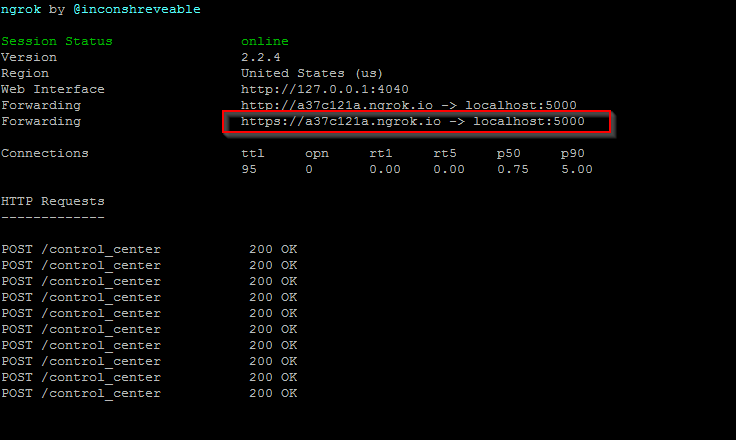 ngrok by @inconshreveable
Session Status online
Version 2.2.4
Region United States (us)
Web Interface http://127.0.0.1:4040
Forwarding http://a37c121a.ngrok.io -> localhost:5000
Forwarding https://a37c121a.ngrok.io -> localhost:5000
Connections ttl opn rt1 rt5 p50 p90
95 0 0.00 0.00 0.75 5.00
HTTP Requests
-------------
POST /control_center 200 OK
POST /control_center 200 OK
POST /control_center 200 OK
POST /control_center 200 OK
POST /control_center 200 OK
POST /control_center 200 OK
POST /control_center 200 OK
POST /control_center 200 OK
POST /control_center 200 OK
POST /control_center 200 OK